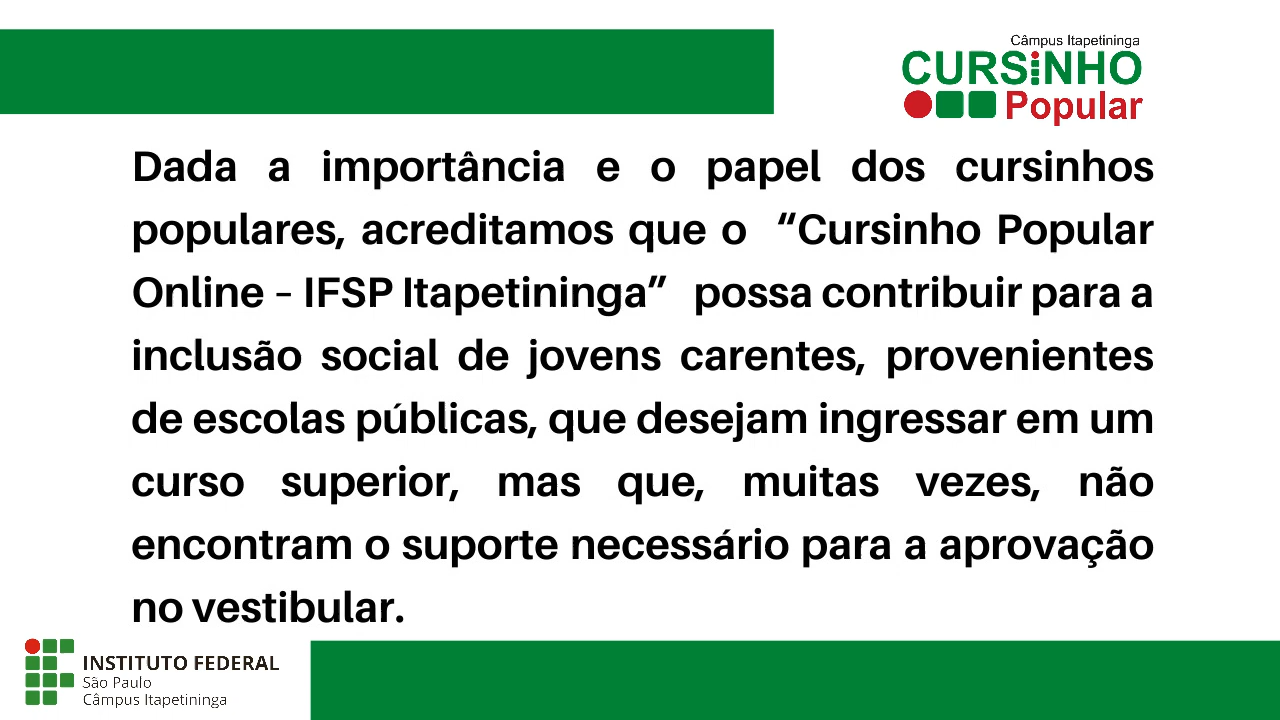 Câmpus Itapetininga
CURSiNHO
Popular
Dada a importância e o papel dos cursinhos
populares, acreditamos que o “Cursinho Popular
Online – IFSP Itapetininga” possa contribuir para a
inclusão social de jovens carentes, provenientes
de escolas públicas, que desejam ingressar em um
curso superior, mas que, muitas vezes, não
encontram o suporte necessário para a aprovação
no vestibular.
INSTITUTO FEDERAL
São Paulo
Câmpus Itapetininga